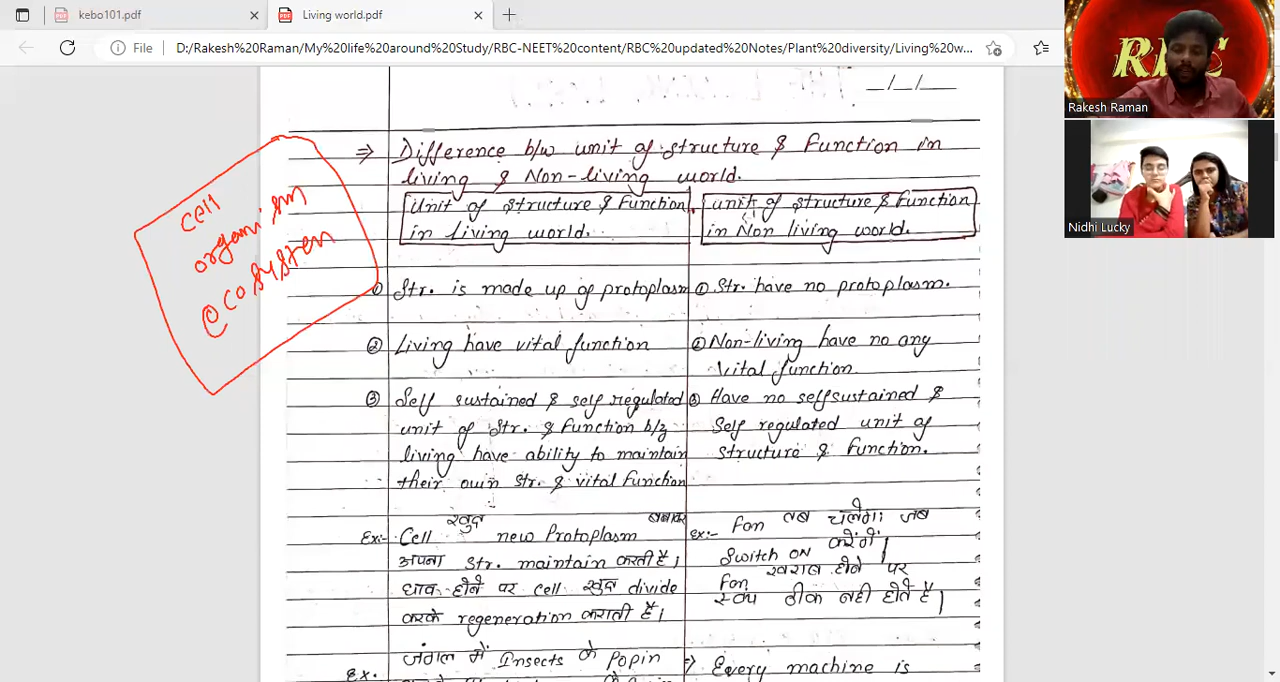 kebo101.pdf
Living world.pdf
File
D:/Rakesh%20Raman/My%20life%20around%20Study/RBC-NEET%20content/RBC%20updated%20Notes/Plant%20diversity/Living%20w...
RBC
Rakesh Raman
Nidhi Lucky
_/_/__
⇒ Difference b/w unit of structure & Function in
living & Non-living world.
Unit of structure & Function
in living world.
unit of structure & Function
in Non living world.
cell
organism
ecosystem
① Str. is made up of protoplasm
① Str. have no protoplasm.
② Living have vital function
② Non-living have no any
vital function.
③ Self sustained & self regulated
unit of Str. & Function b/z
living have ability to maintain
their own Str. & vital function
③ Have no selfsustained &
Self regulated unit of
structure & Function.
Ex:- Cell खुद new Protoplasm बनाकर
अपना Str. maintain करती है।
घाव होने पर cell खुद divide
करके regeneration कराती है।
Ex:- Fan तब चलेगा जब
Switch ON करेंगे।
Fan खराब होने पर
स्वयं ठीक नही होते है।
Ex. जंगल में Insects के Popin
⇒ Every machine is